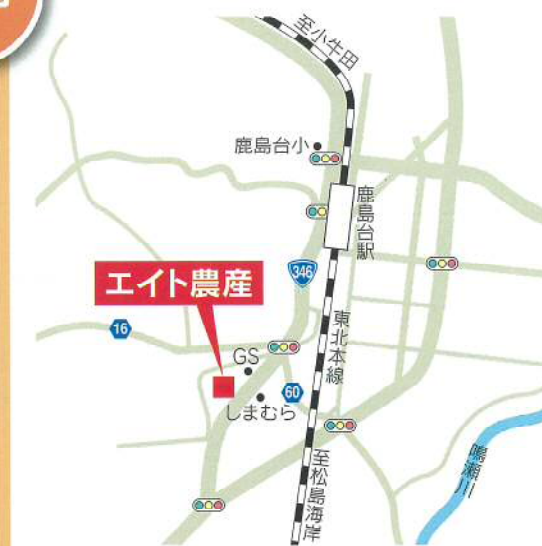 至小牛田
鹿島台小
鹿島台駅
346
エイト農産
16
東北本線
GS
60
しまむら
鳴瀬川
至松島海岸